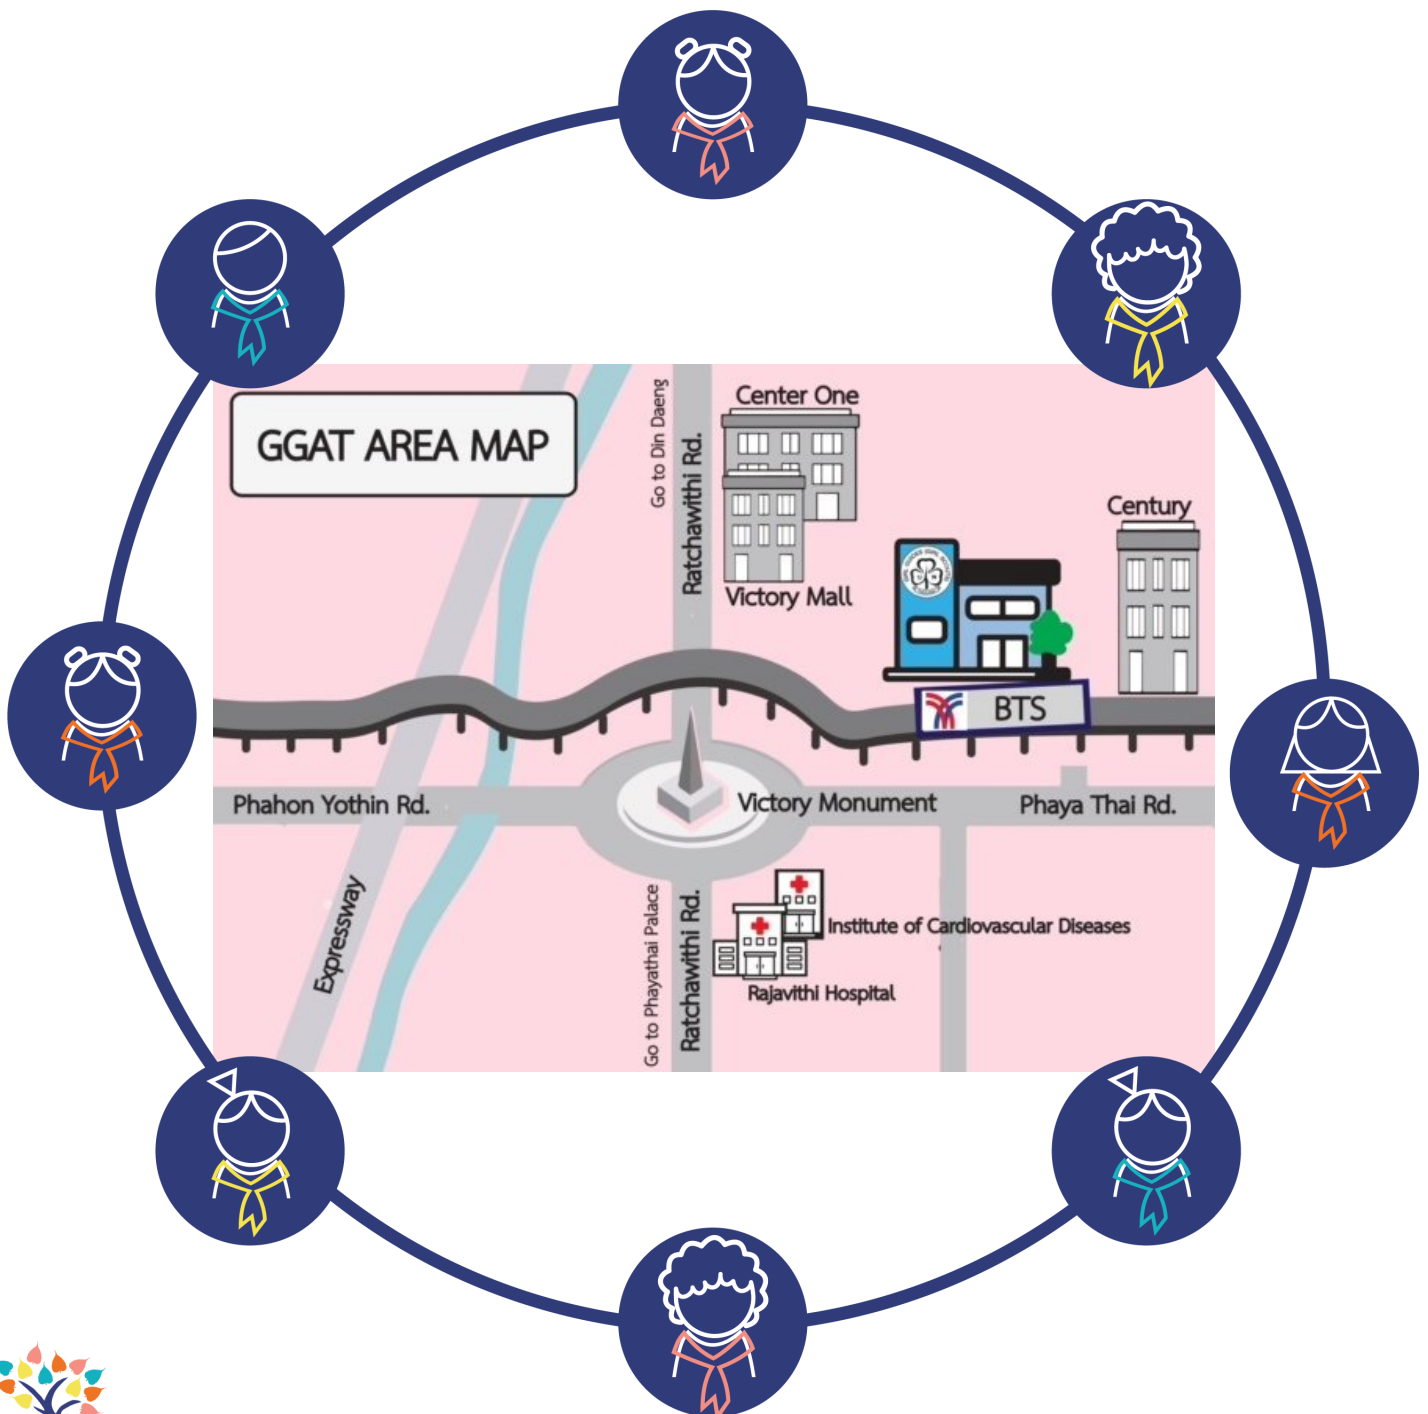 GGAT AREA MAP
Go to Din Daeng
Ratchawithi Rd.
Center One
Victory Mall
Century
BTS
Phahon Yothin Rd.
Victory Monument
Phaya Thai Rd.
Expressway
Go to Phayathai Palace
Ratchawithi Rd.
Institute of Cardiovascular Diseases
Rajavithi Hospital